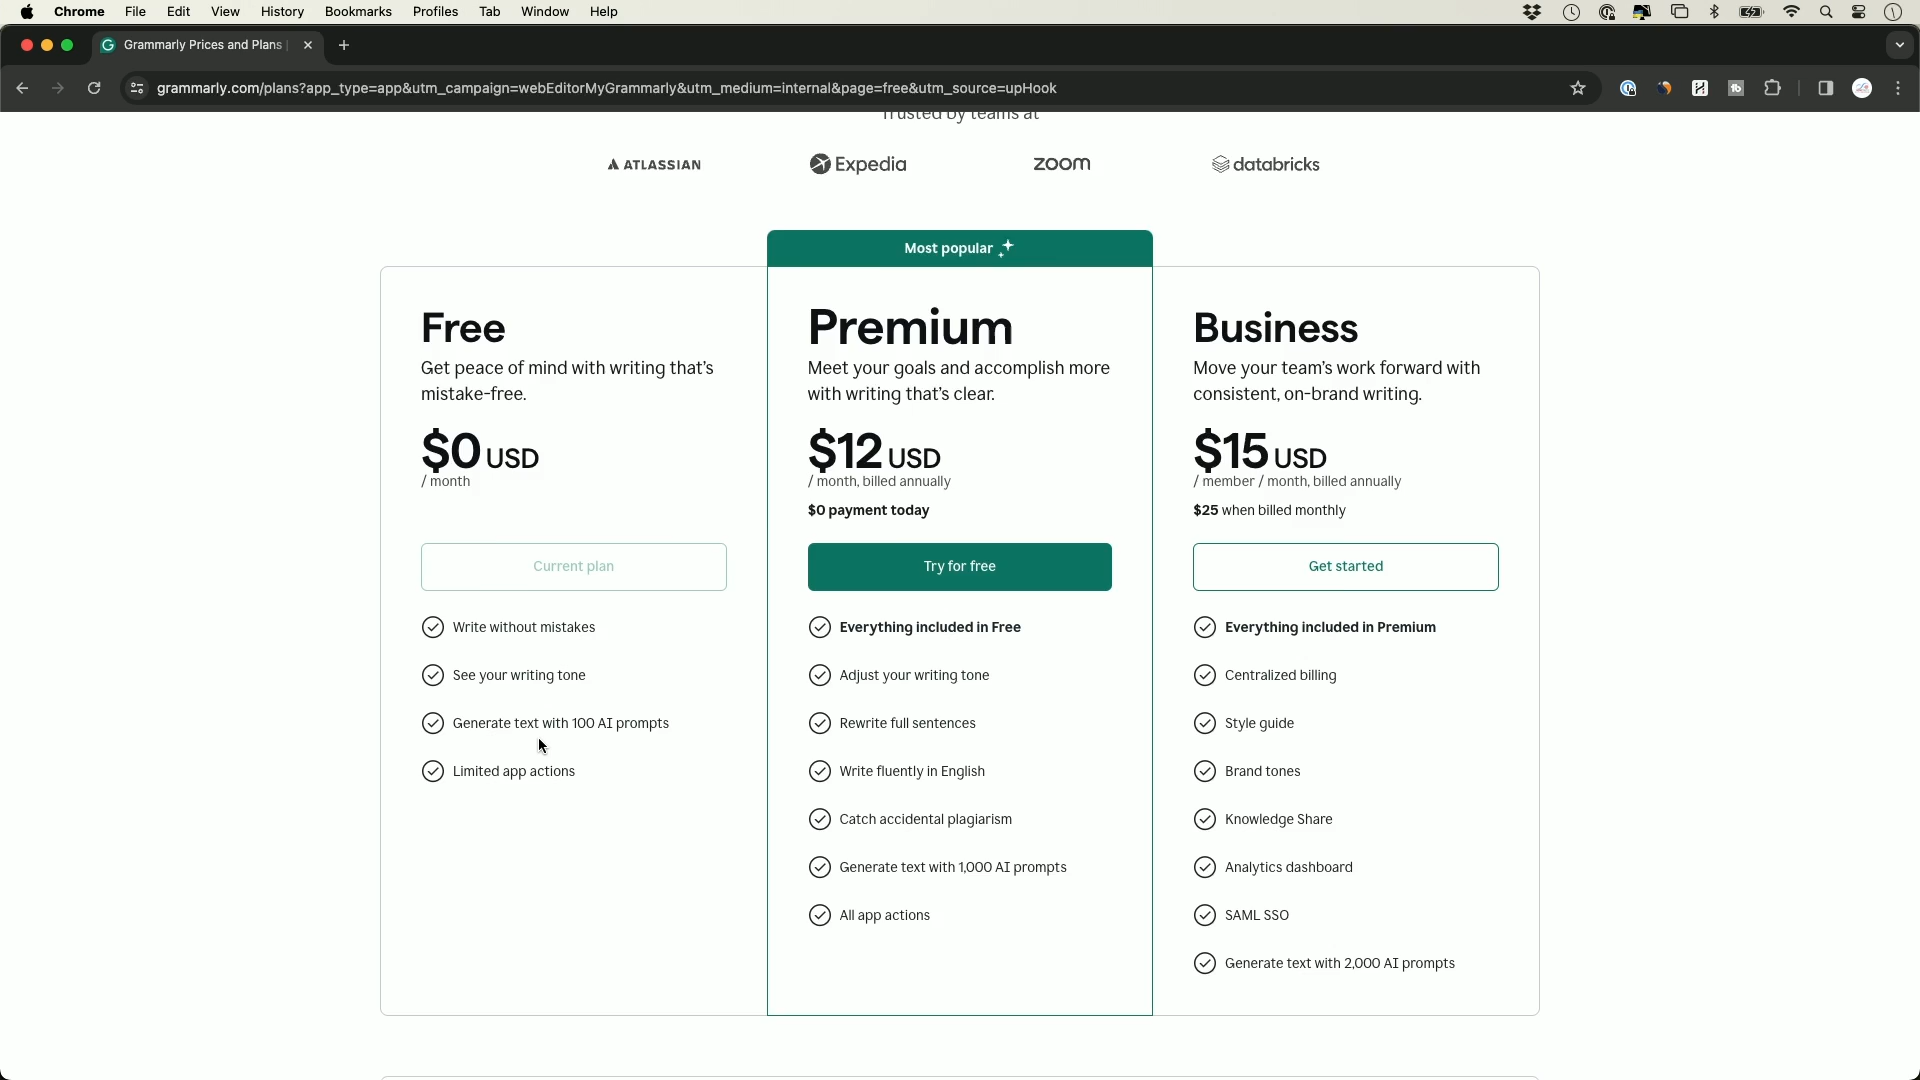 Chrome File Edit View History Bookmarks Profiles Tab Window Help
Grammarly Prices and Plans |
grammarly.com/plans?app_type=app&utm_campaign=webEditorMyGrammarly&utm_medium=internal&page=free&utm_source=upHook
Trusted by teams at
ATLASSIAN Expedia zoom databricks
Most popular
Free
Get peace of mind with writing that's
mistake-free.
$0 USD
/ month
Current plan
Write without mistakes
See your writing tone
Generate text with 100 AI prompts
Limited app actions
Premium
Meet your goals and accomplish more
with writing that's clear.
$12 USD
/ month, billed annually
$0 payment today
Try for free
Everything included in Free
Adjust your writing tone
Rewrite full sentences
Write fluently in English
Catch accidental plagiarism
Generate text with 1,000 AI prompts
All app actions
Business
Move your team's work forward with
consistent, on-brand writing.
$15 USD
/ member / month, billed annually
$25 when billed monthly
Get started
Everything included in Premium
Centralized billing
Style guide
Brand tones
Knowledge Share
Analytics dashboard
SAML SSO
Generate text with 2,000 AI prompts